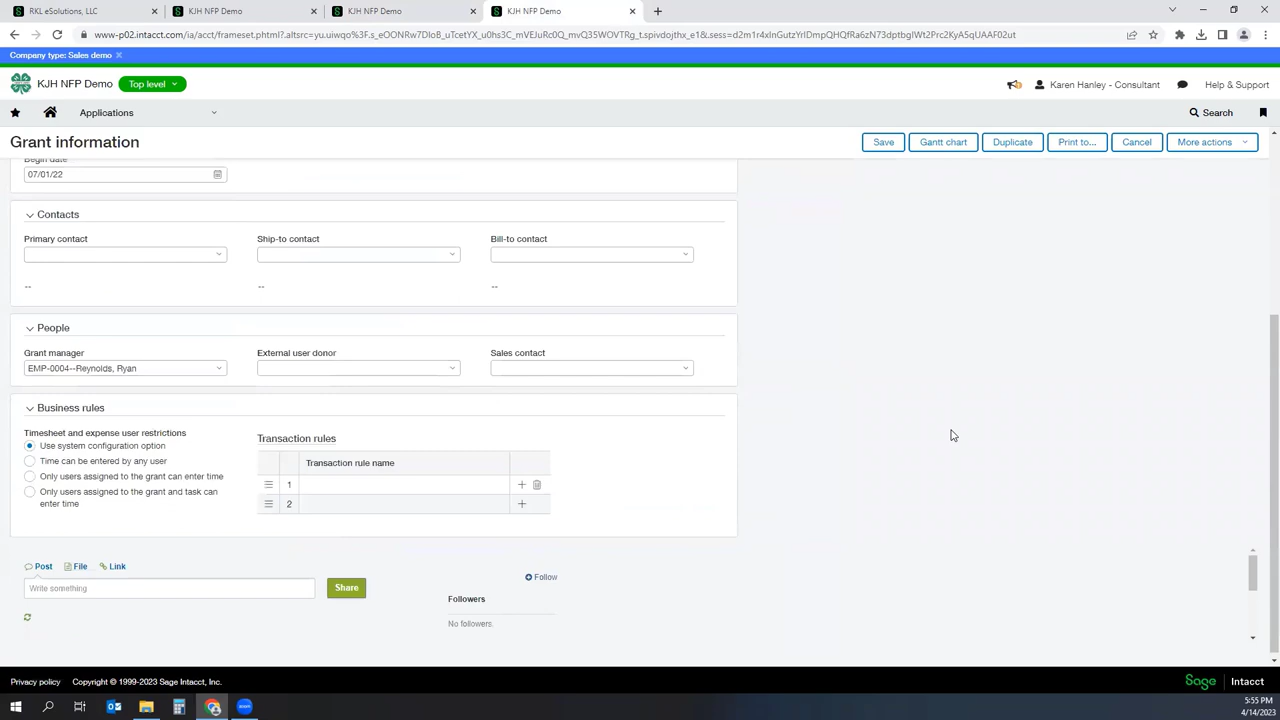 RKL eSolutions, LLC
KJH NFP Demo
KJH NFP Demo
KJH NFP Demo
Company type: Sales demo
KJH NFP Demo
Top level
Karen Hanley - Consultant
Help & Support
Applications
Search
Grant information
Save
Gantt chart
Duplicate
Print to...
Cancel
More actions
Begin date
07/01/22
Contacts
Primary contact
Ship-to contact
Bill-to contact
--
--
--
People
Grant manager
External user donor
Sales contact
EMP-0004--Reynolds, Ryan
Business rules
Timesheet and expense user restrictions
Use system configuration option
Time can be entered by any user
Only users assigned to the grant can enter time
Only users assigned to the grant and task can
enter time
Transaction rules
Transaction rule name
1
2
Post
File
Link
Write something
Share
Follow
Followers
No followers.
Privacy policy
Copyright © 1999-2023 Sage Intacct, Inc.
Sage
Intacct
5:55 PM
4/14/2023